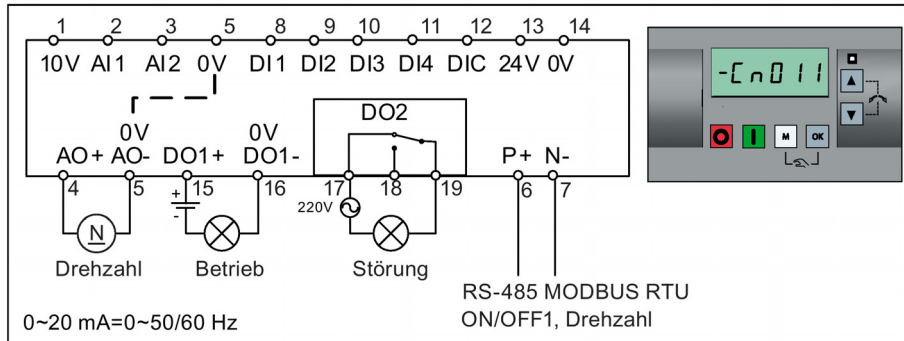 1 2 3 5 8 9 10 11 12 13 14
10V AI1 AI2 0V DI1 DI2 DI3 DI4 DIC 24V 0V
-Cn011
DO2
0V 0V
AO+ AO- DO1+ DO1- P+ N-
M OK
4 5 15 16 17 18 19 6 7
+
-
220V
N
Drehzahl Betrieb Störung
RS-485 MODBUS RTU
ON/OFF1, Drehzahl
0~20 mA=0~50/60 Hz